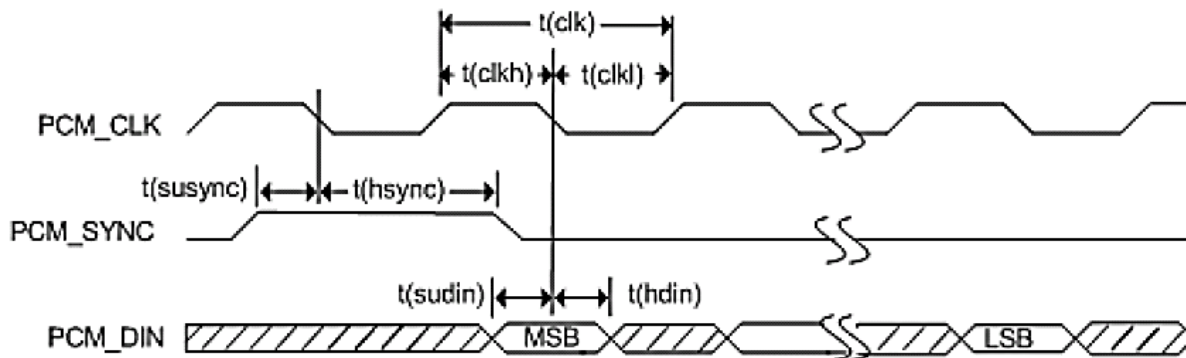 t(clk)
t(clkh) t(clkl)
PCM_CLK
t(susync) t(hsync)
PCM_SYNC
t(sudin) t(hdin)
PCM_DIN MSB LSB